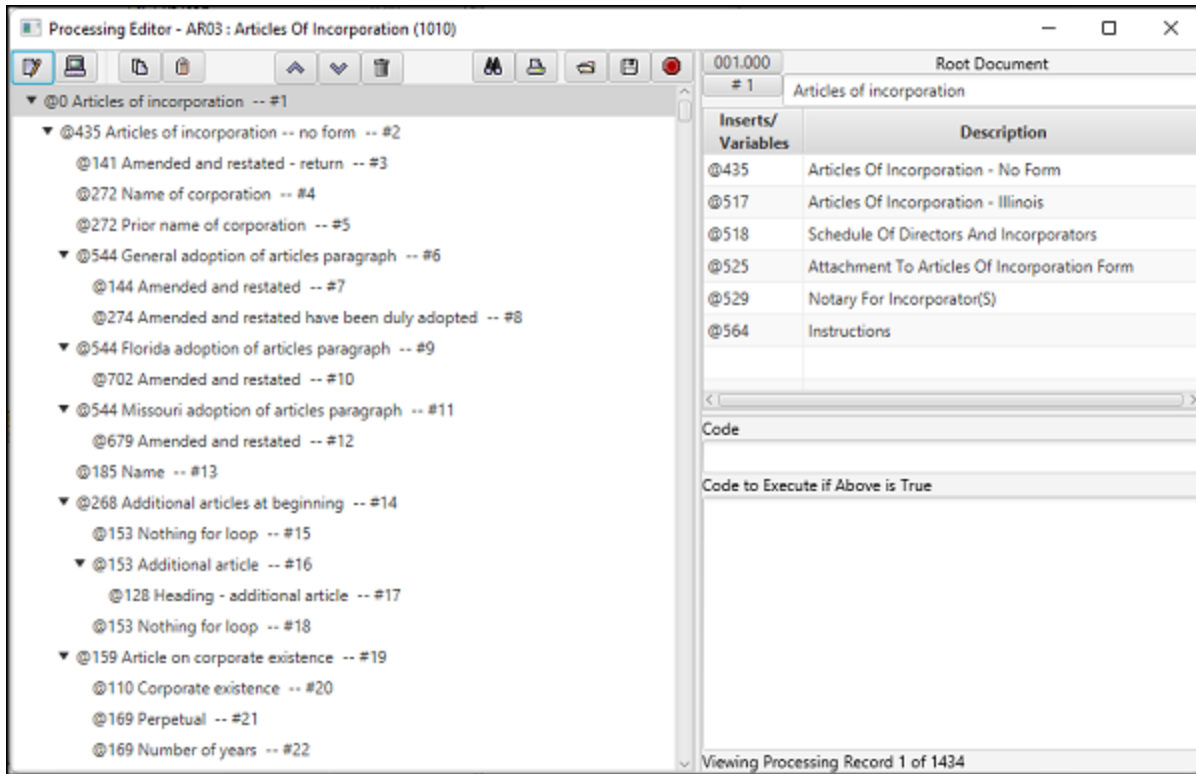 Processing Editor - AR03 : Articles Of Incorporation (1010)
@0 Articles of incorporation -- #1
@435 Articles of incorporation -- no form -- #2
@141 Amended and restated - return -- #3
@272 Name of corporation -- #4
@272 Prior name of corporation -- #5
@544 General adoption of articles paragraph -- #6
@144 Amended and restated -- #7
@274 Amended and restated have been duly adopted -- #8
@544 Florida adoption of articles paragraph -- #9
@702 Amended and restated -- #10
@544 Missouri adoption of articles paragraph -- #11
@679 Amended and restated -- #12
@185 Name -- #13
@268 Additional articles at beginning -- #14
@153 Nothing for loop -- #15
@153 Additional article -- #16
@128 Heading - additional article -- #17
@153 Nothing for loop -- #18
@159 Article on corporate existence -- #19
@110 Corporate existence -- #20
@169 Perpetual -- #21
@169 Number of years -- #22
001.000 Root Document
# 1 Articles of incorporation
Inserts/
Variables Description
@435 Articles Of Incorporation - No Form
@517 Articles Of Incorporation - Illinois
@518 Schedule Of Directors And Incorporators
@525 Attachment To Articles Of Incorporation Form
@529 Notary For Incorporator(S)
@564 Instructions
Code
Code to Execute if Above is True
Viewing Processing Record 1 of 1434